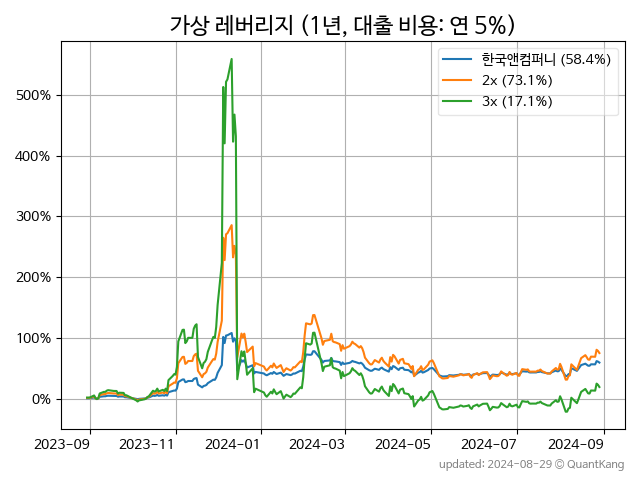 가상 레버리지 (1년, 대출 비용: 연 5%)
한국앤컴퍼니 (58.4%)
2x (73.1%)
3x (17.1%)
500%
400%
300%
200%
100%
0%
2023-09 2023-11 2024-01 2024-03 2024-05 2024-07 2024-09
updated: 2024-08-29 © QuantKang